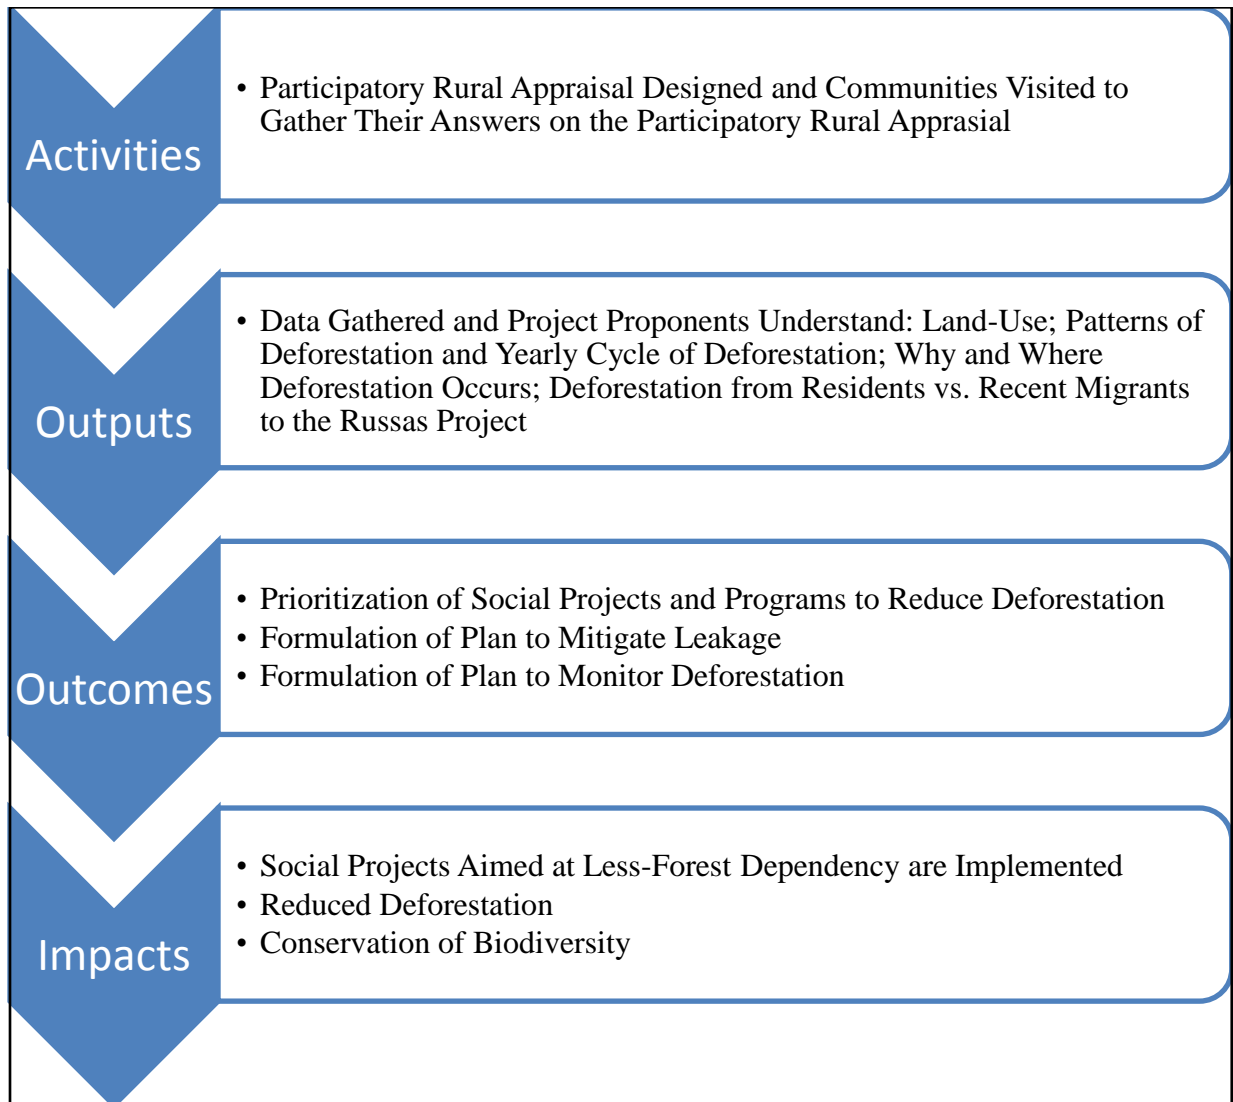 Activities
• Participatory Rural Appraisal Designed and Communities Visited to
Gather Their Answers on the Participatory Rural Apprasial
Outputs
• Data Gathered and Project Proponents Understand: Land-Use; Patterns of
Deforestation and Yearly Cycle of Deforestation; Why and Where
Deforestation Occurs; Deforestation from Residents vs. Recent Migrants
to the Russas Project
Outcomes
• Prioritization of Social Projects and Programs to Reduce Deforestation
• Formulation of Plan to Mitigate Leakage
• Formulation of Plan to Monitor Deforestation
Impacts
• Social Projects Aimed at Less-Forest Dependency are Implemented
• Reduced Deforestation
• Conservation of Biodiversity